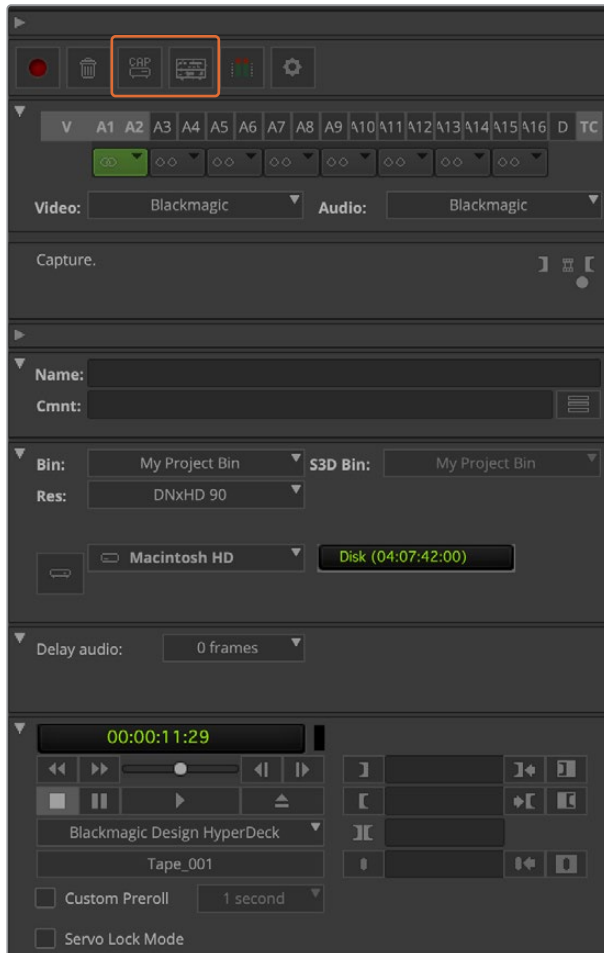 CAP
V A1 A2 A3 A4 A5 A6 A7 A8 A9 A10 A11 A12 A13 A14 A15 A16 D TC
Video: Blackmagic Audio: Blackmagic
Capture.
Name:
Cmnt:
Bin: My Project Bin S3D Bin: My Project Bin
Res: DNxHD 90
Macintosh HD Disk (04:07:42:00)
Delay audio: 0 frames
00:00:11:29
Blackmagic Design HyperDeck
Tape_001
Custom Preroll 1 second
Servo Lock Mode